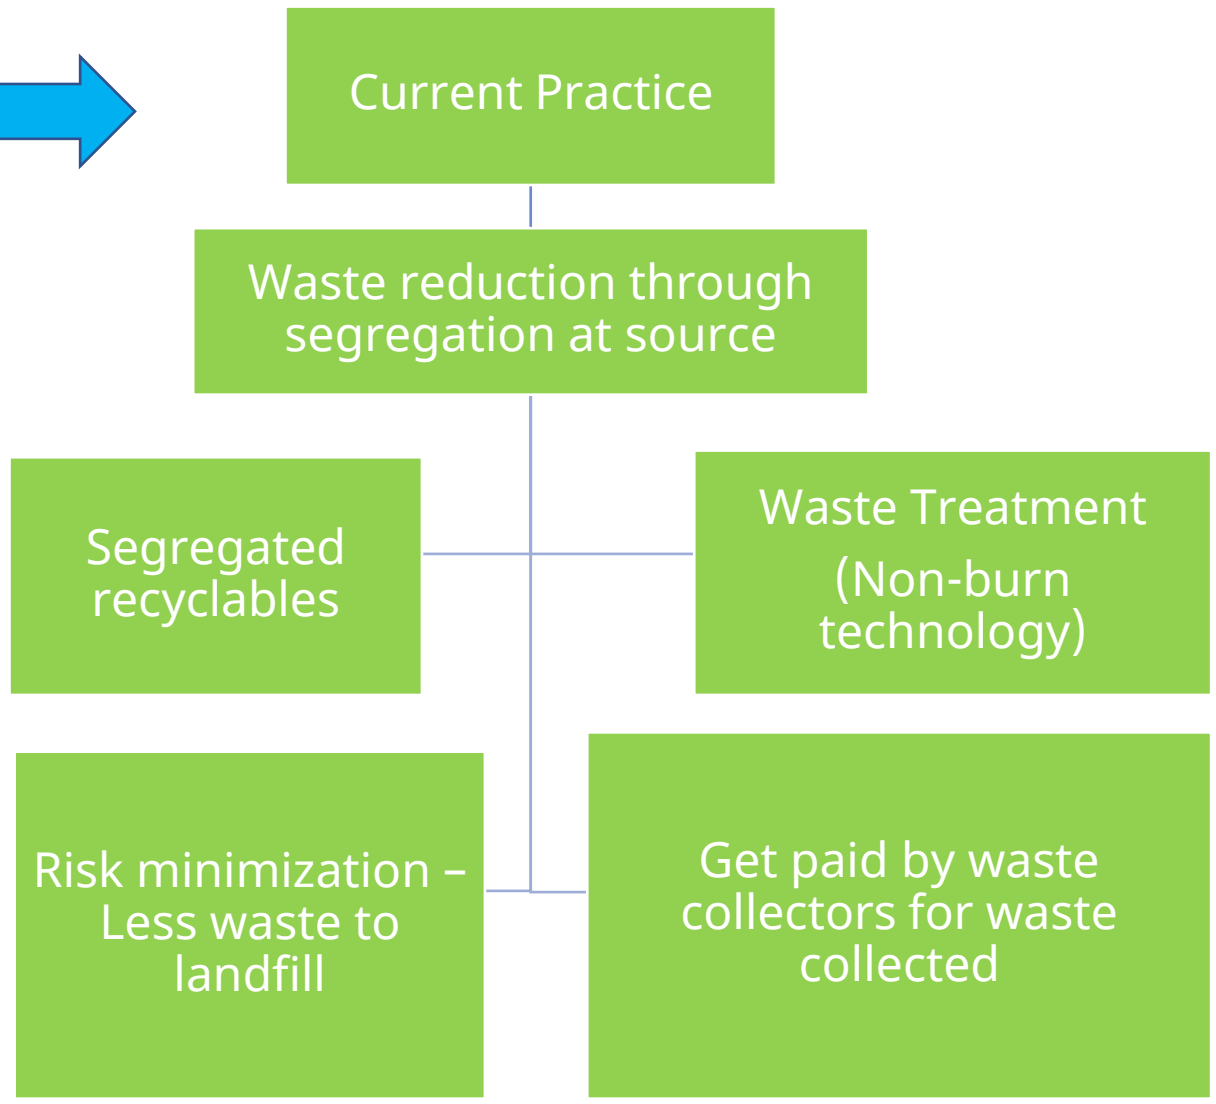 Current Practice
Waste reduction through
segregation at source
Segregated
recyclables
Waste Treatment
(Non-burn
technology)
Risk minimization –
Less waste to
landfill
Get paid by waste
collectors for waste
collected